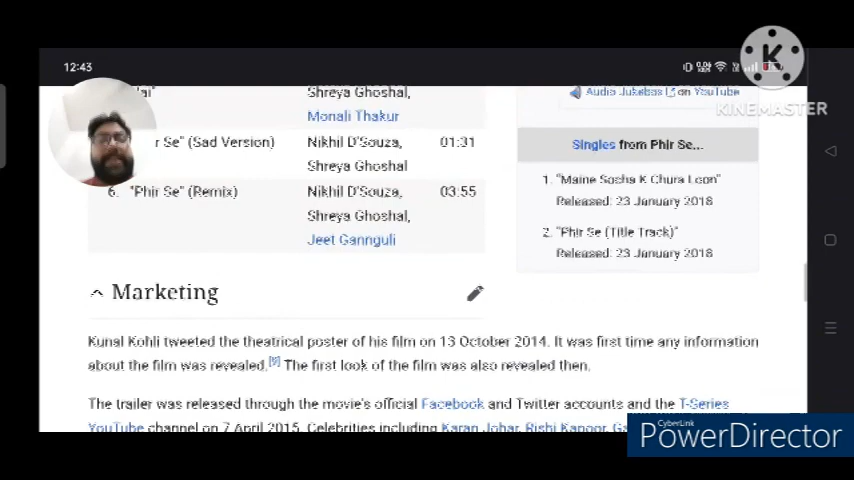 12:43
KINEMASTER
Shreya Ghoshal,
Monali Thakur
Audio Jukebox on YouTube
r Se" (Sad Version) Nikhil D'Souza, 01:31
Shreya Ghoshal
6. "Phir Se" (Remix) Nikhil D'Souza, 03:55
Shreya Ghoshal,
Jeet Gannguli
Singles from Phir Se...
1. "Maine Socha K Chura Loon"
Released: 23 January 2018
2. "Phir Se (Title Track)"
Released: 23 January 2018
Marketing
Kunal Kohli tweeted the theatrical poster of his film on 13 October 2014. It was first time any information
about the film was revealed.[9] The first look of the film was also revealed then.
The trailer was released through the movie's official Facebook and Twitter accounts and the T-Series
YouTube channel on 7 April 2015. Celebrities including Karan Johar, Rishi Kapoor,
CyberLink
PowerDirector